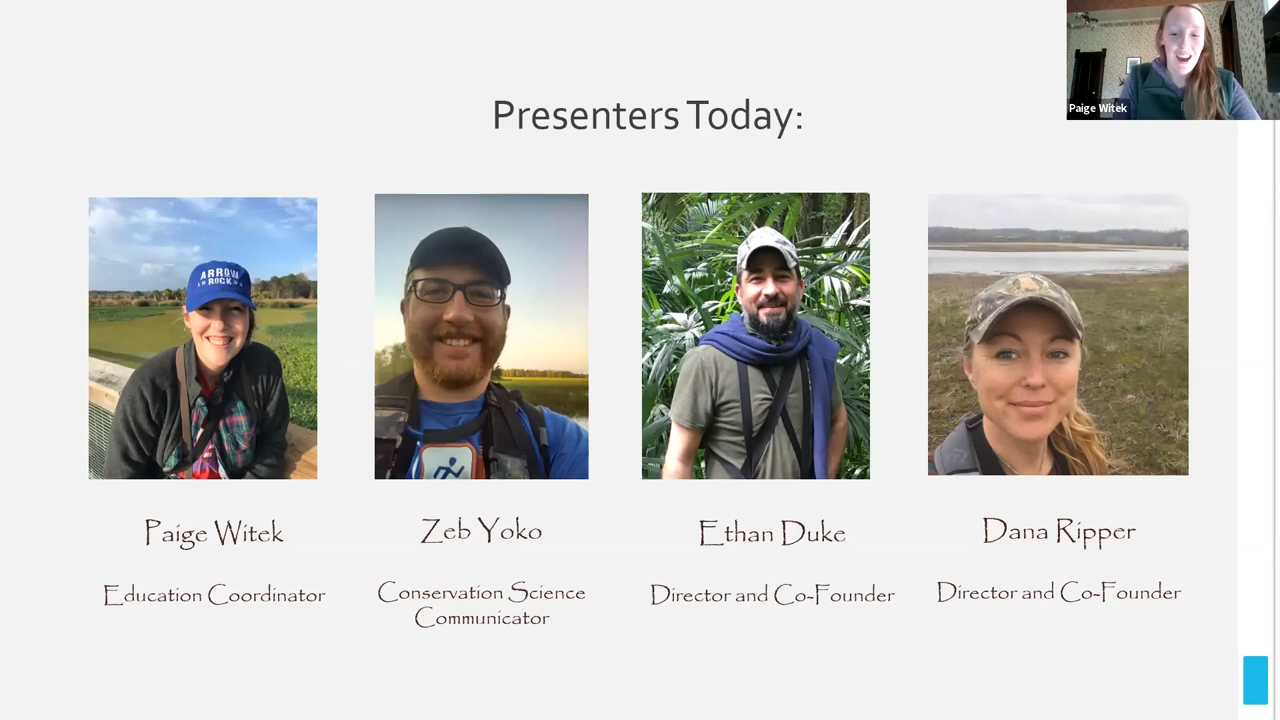 Presenters Today:
Paige Witek
ARROW
ROCK
Paige Witek
Zeb Yoko
Ethan Duke
Dana Ripper
Education Coordinator
Conservation Science
Communicator
Director and Co-Founder
Director and Co-Founder